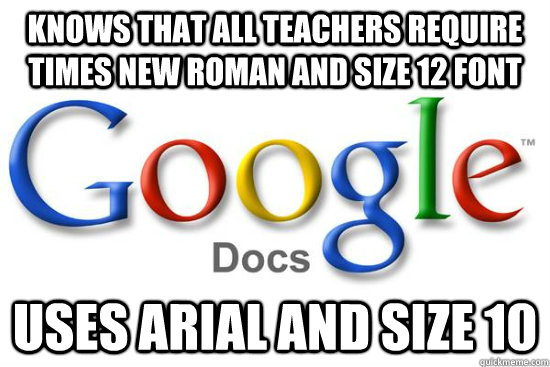 KNOWS THAT ALL TEACHERS REQUIRE
TIMES NEW ROMAN AND SIZE 12 FONT
Google™
Docs
USES ARIAL AND SIZE 10
quickmeme.com